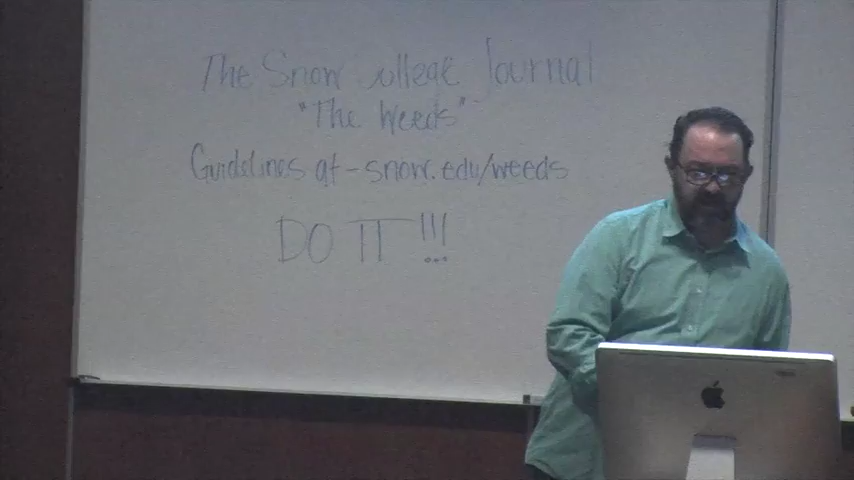 The Snow College Journal
"The Weeds"
Guidelines at - snow.edu/weeds
DO IT !!!